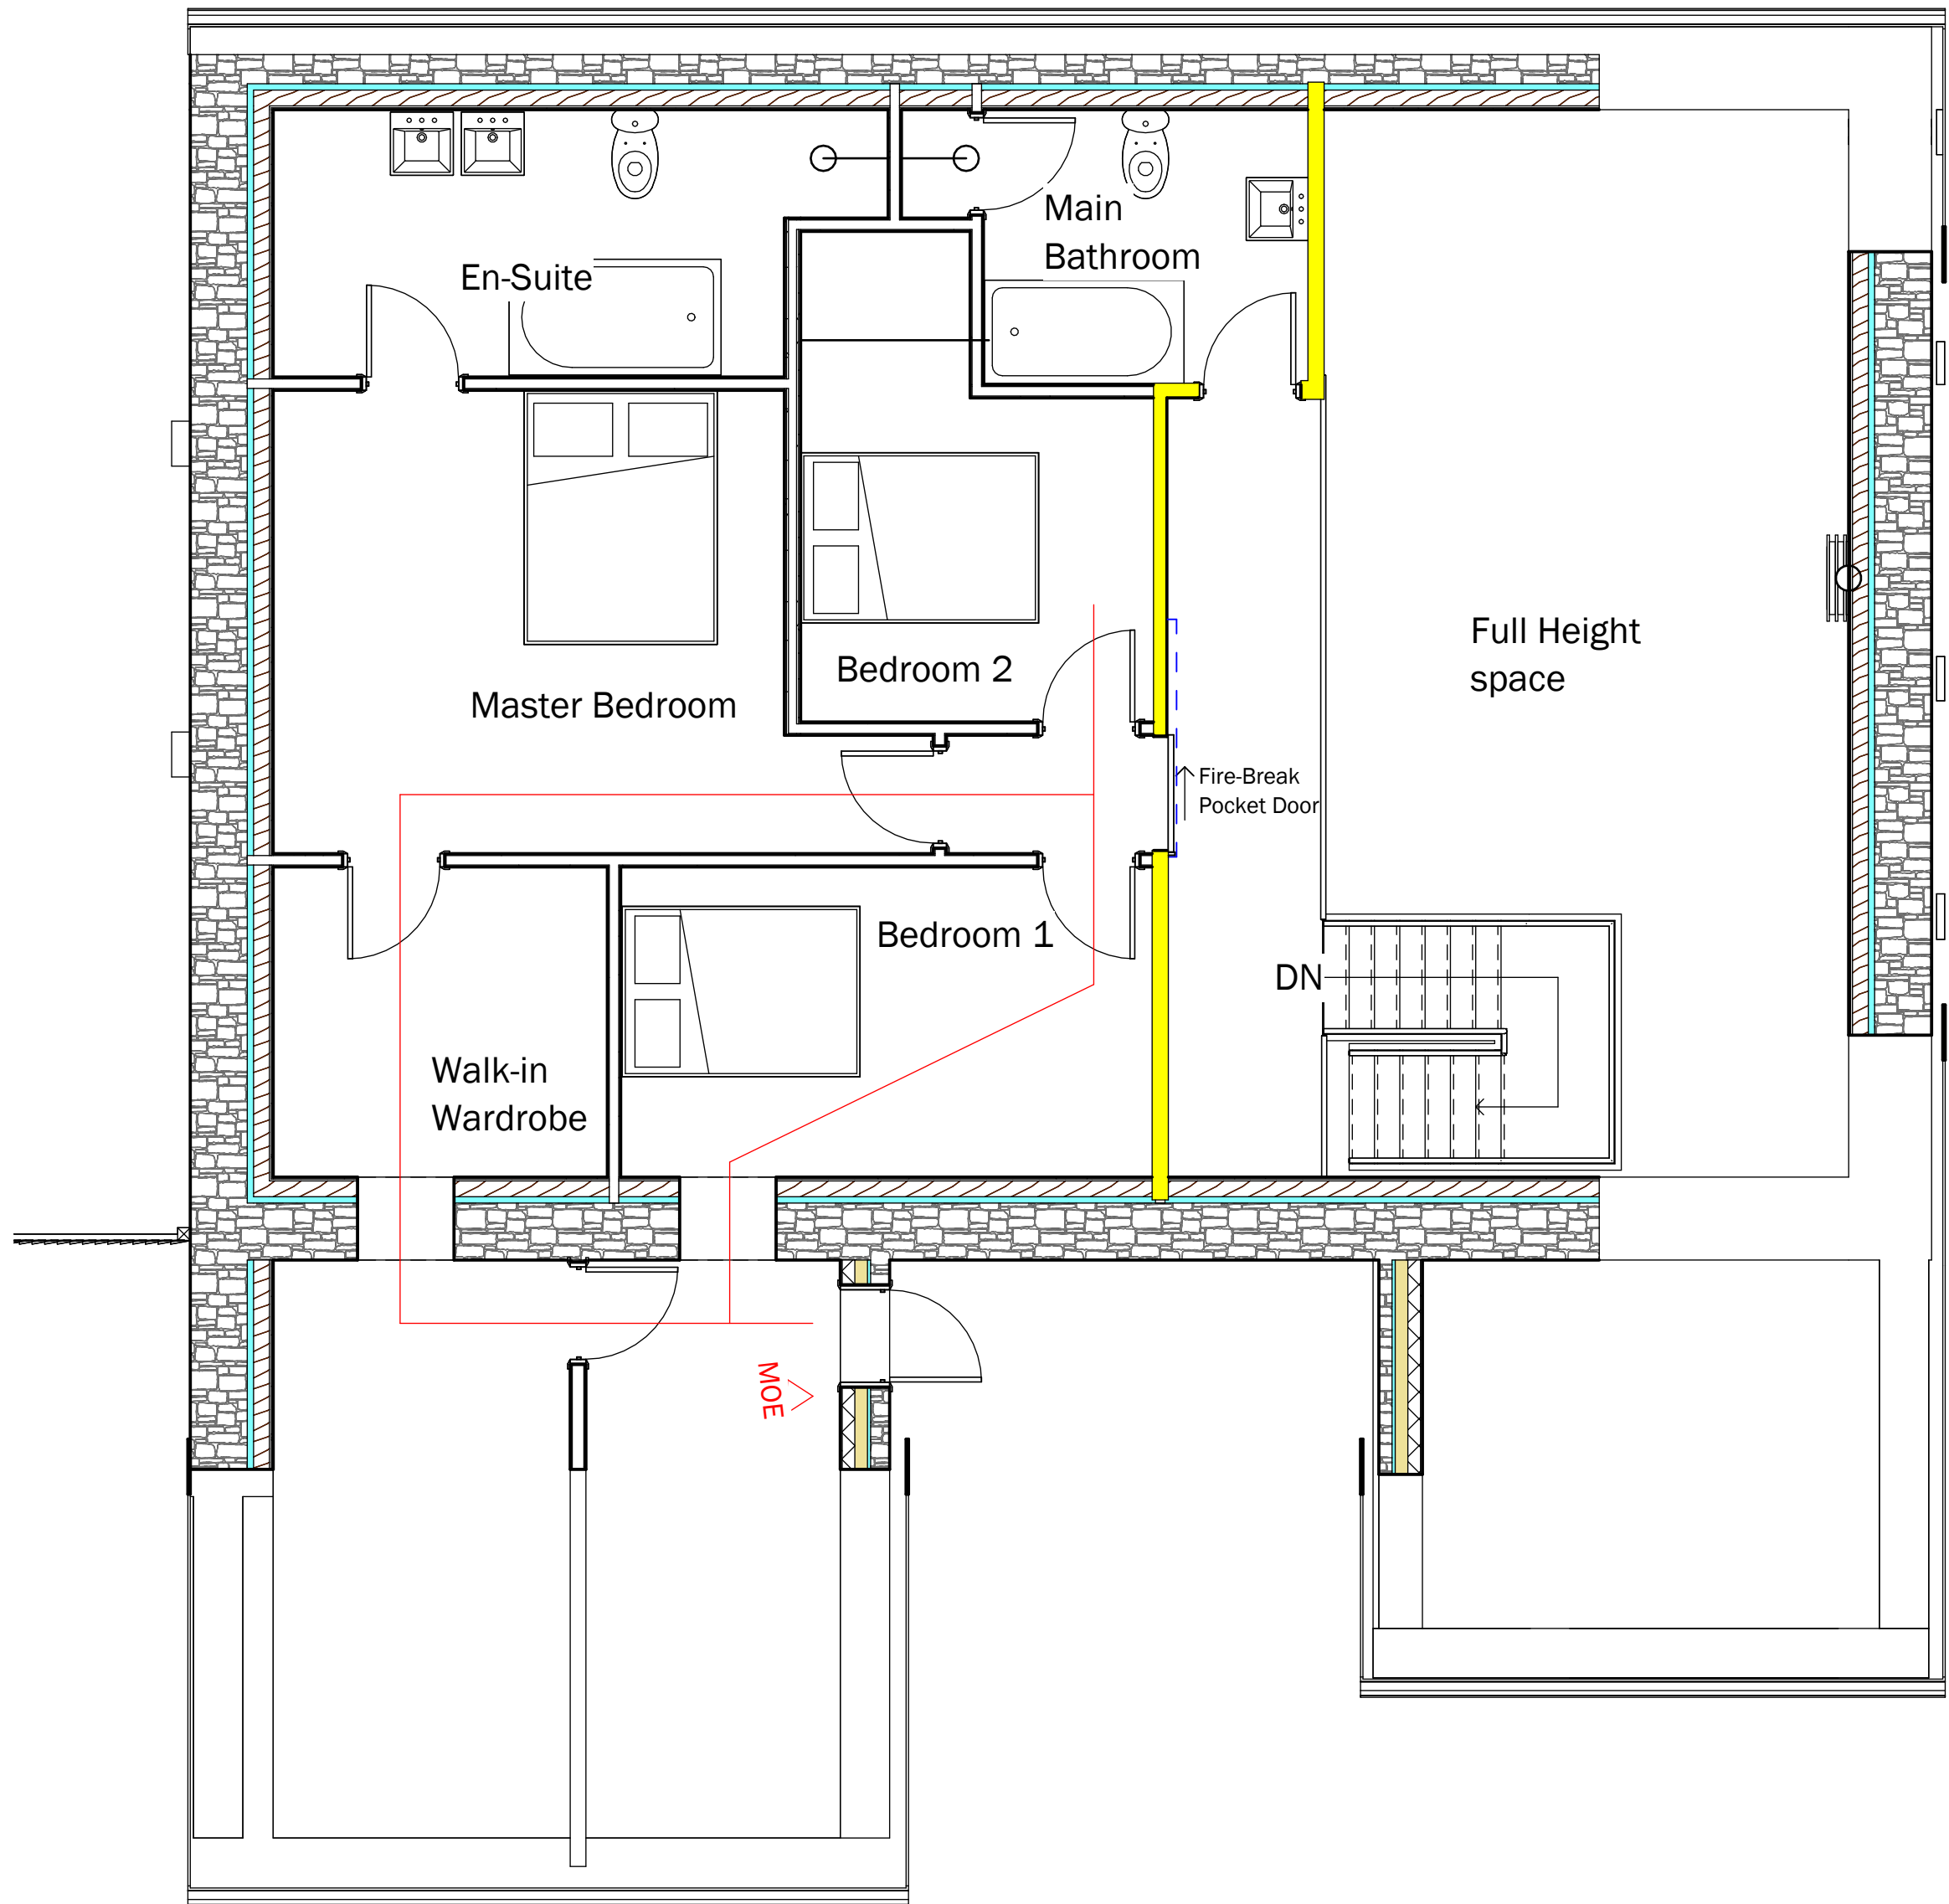 Main
Bathroom
En-Suite
Full Height
space
Bedroom 2
Master Bedroom
Fire-Break
Pocket Door
Bedroom 1
DN
Walk-in
Wardrobe
MOE